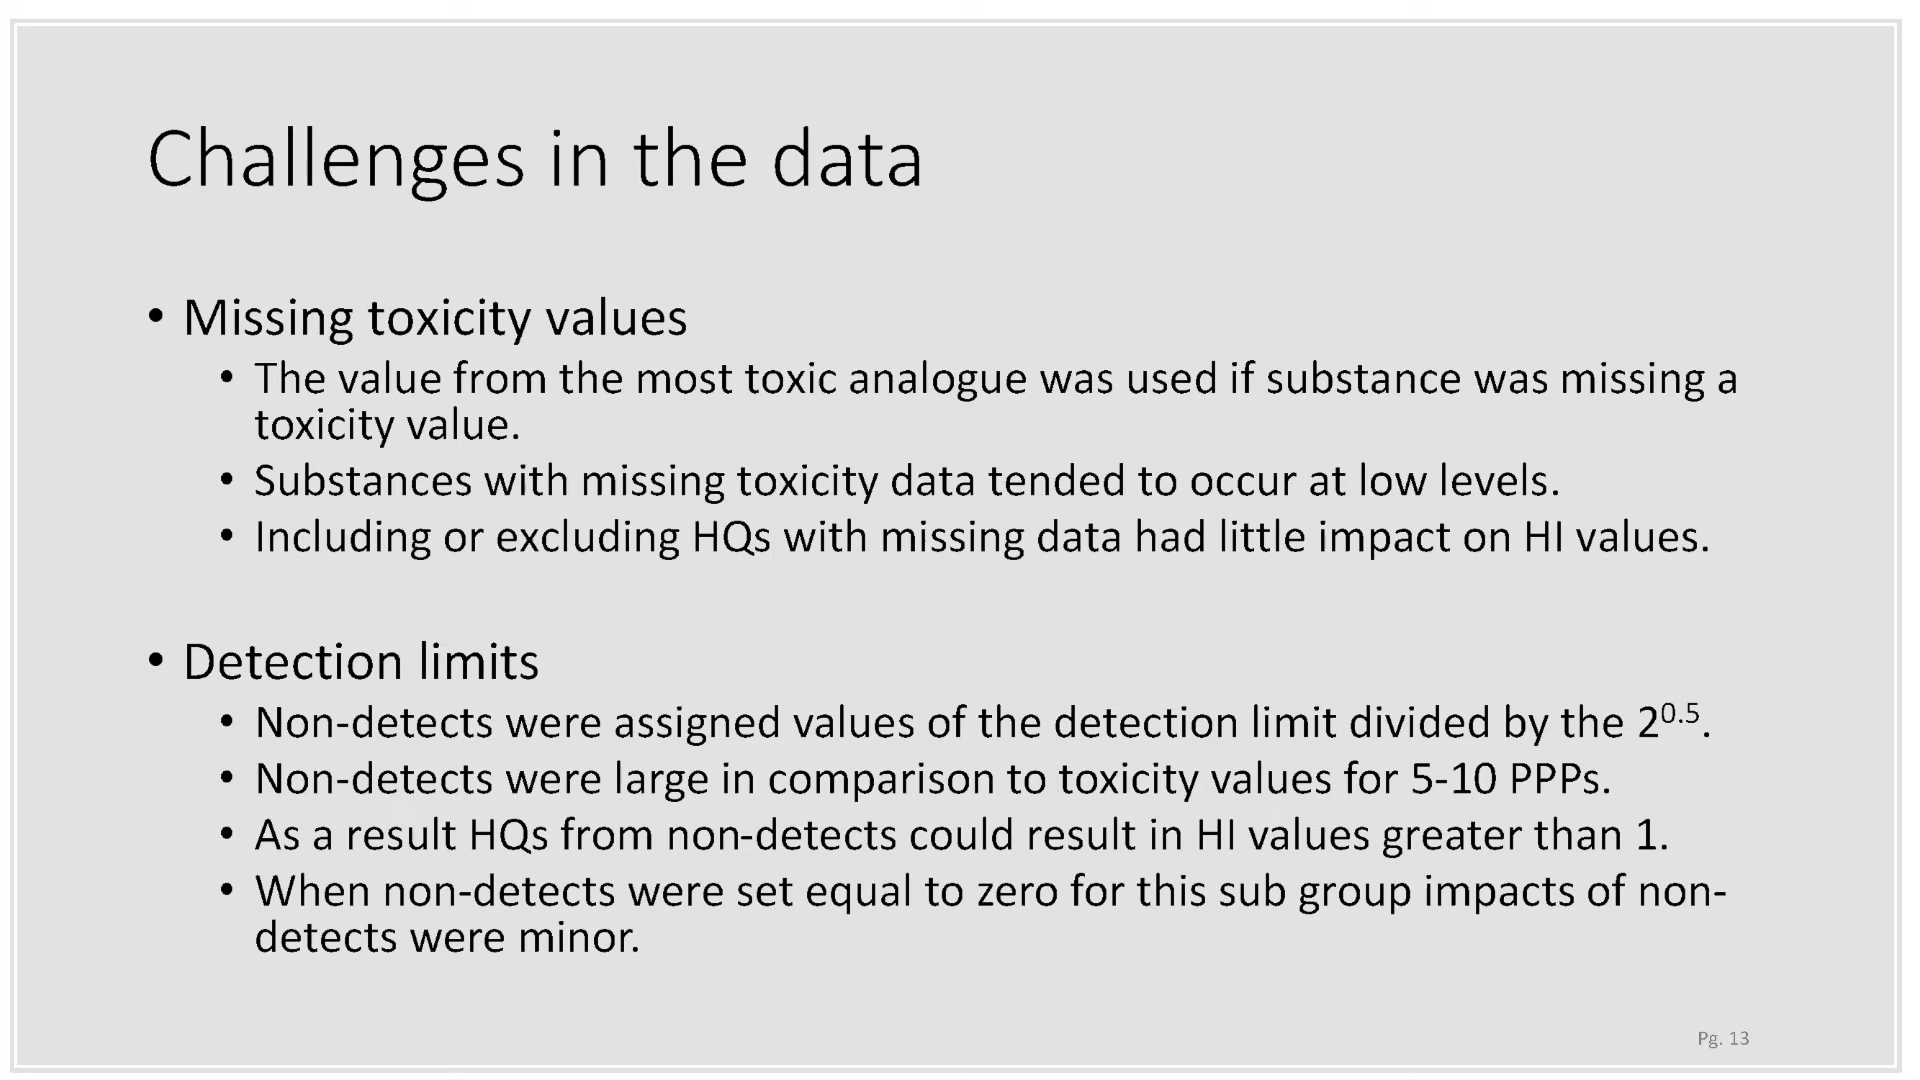 Challenges in the data
• Missing toxicity values
• The value from the most toxic analogue was used if substance was missing a
toxicity value.
• Substances with missing toxicity data tended to occur at low levels.
• Including or excluding HQs with missing data had little impact on HI values.
• Detection limits
• Non-detects were assigned values of the detection limit divided by the 2⁰·⁵.
• Non-detects were large in comparison to toxicity values for 5-10 PPPs.
• As a result HQs from non-detects could result in HI values greater than 1.
• When non-detects were set equal to zero for this sub group impacts of non-
detects were minor.
Pg. 13